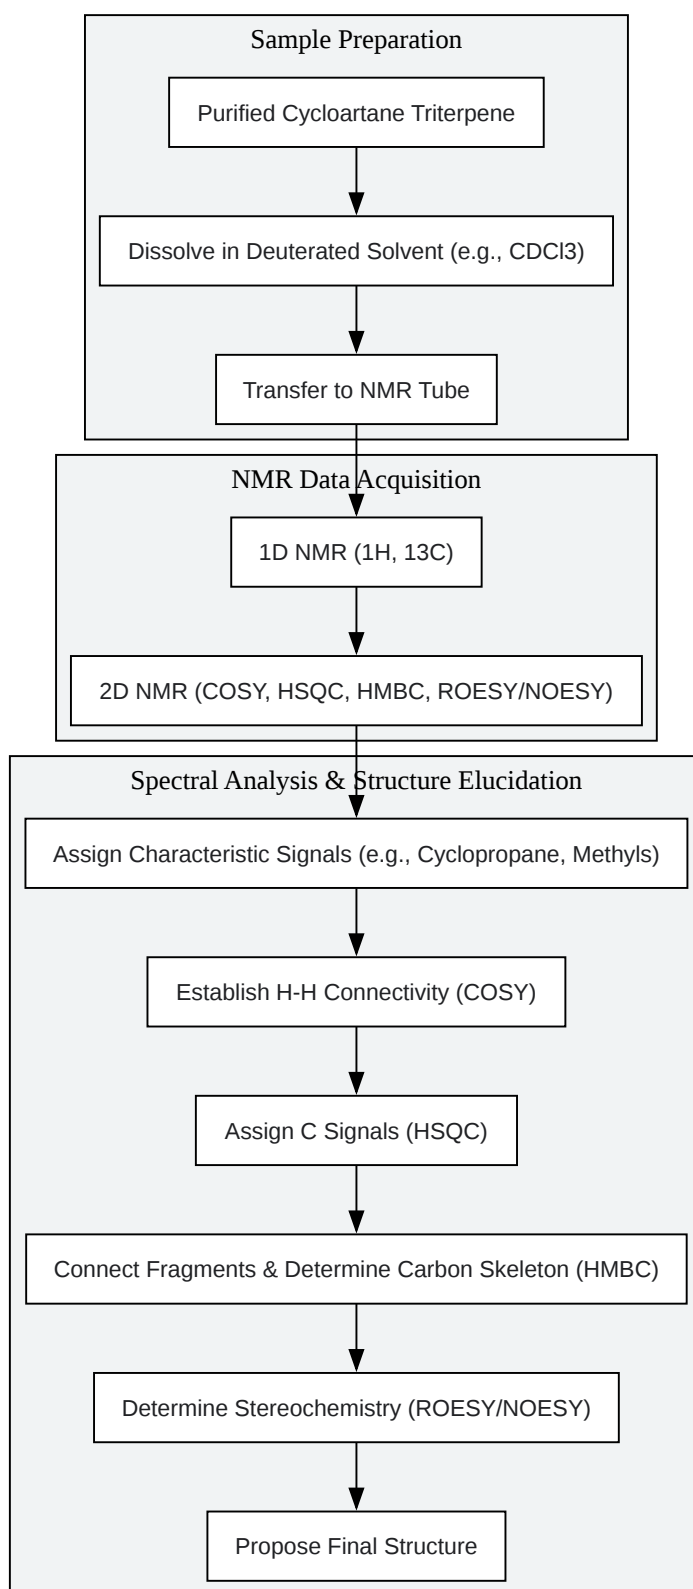 Sample Preparation
Purified Cycloartane Triterpene
Dissolve in Deuterated Solvent (e.g., CDCl3)
Transfer to NMR Tube
NMR Data Acquisition
1D NMR (1H, 13C)
2D NMR (COSY, HSQC, HMBC, ROESY/NOESY)
Spectral Analysis & Structure Elucidation
Assign Characteristic Signals (e.g., Cyclopropane, Methyls)
Establish H-H Connectivity (COSY)
Assign C Signals (HSQC)
Connect Fragments & Determine Carbon Skeleton (HMBC)
Determine Stereochemistry (ROESY/NOESY)
Propose Final Structure